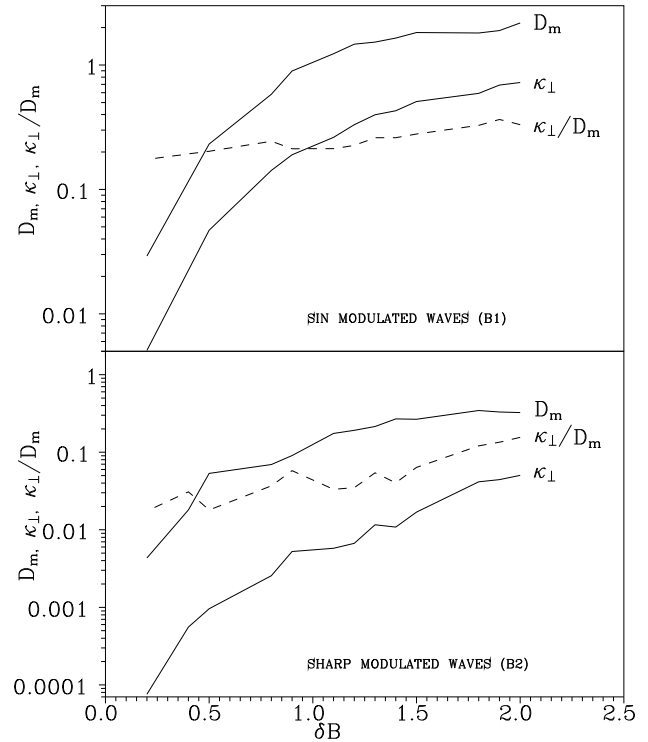 D_m, κ_⊥, κ_⊥/D_m
1
0.1
0.01
D_m
κ_⊥
κ_⊥/D_m
SIN MODULATED WAVES (B1)
D_m, κ_⊥, κ_⊥/D_m
1
0.1
0.01
0.001
0.0001
D_m
κ_⊥/D_m
κ_⊥
SHARP MODULATED WAVES (B2)
0.0 0.5 1.0 1.5 2.0 2.5
δB